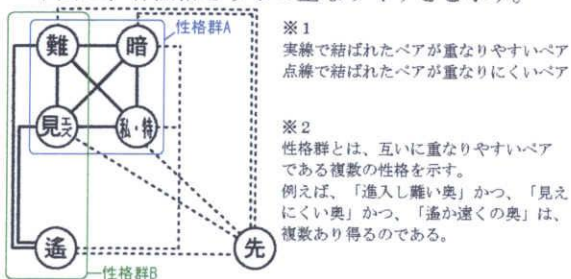 性格群A
難
暗
見エズ
私・待
遙
先
性格群B
※1
実線で結ばれたペアが重なりやすいペア
点線で結ばれたペアが重なりにくいペア
※2
性格群とは、互いに重なりやすいペア
である複数の性格を示す。
例えば、「進入し難い奥」かつ、「見え
にくい奥」かつ、「遙か遠くの奥」は、
複数あり得るのである。